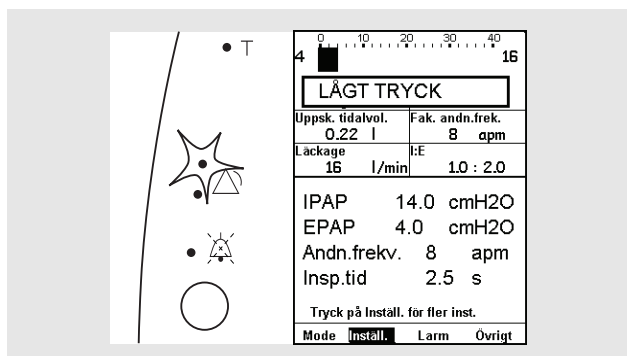 T
0 10 20 30 40
4 16
LÅGT TRYCK
Uppsk. tidalvol. Fak. andn.frek.
0.22 l 8 apm
Läckage I:E
16 l/min 1.0 : 2.0
IPAP 14.0 cmH2O
EPAP 4.0 cmH2O
Andn.frekv. 8 apm
Insp.tid 2.5 s
Tryck på Inställ. för fler inst.
Mode Inställ. Larm Övrigt